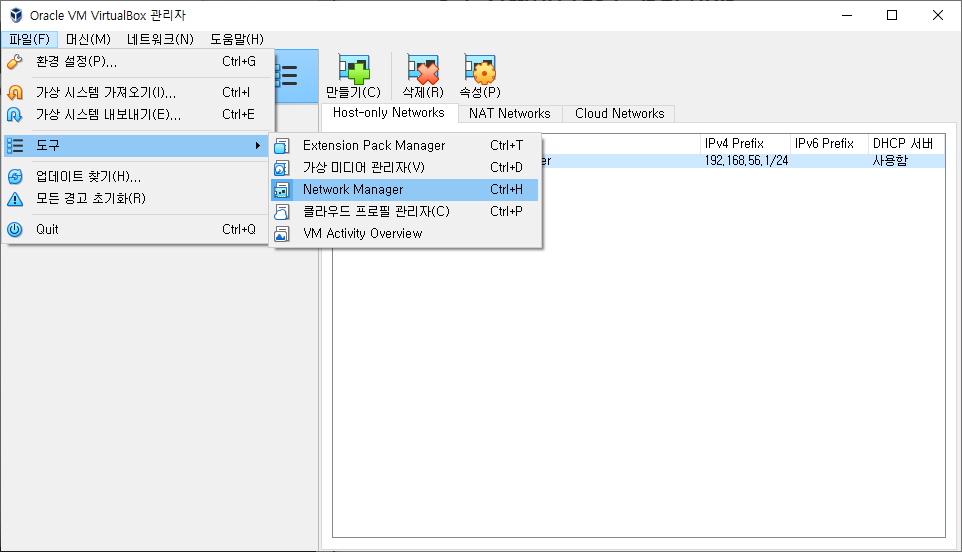 Oracle VM VirtualBox 관리자
파일(F) 머신(M) 네트워크(N) 도움말(H)
환경 설정(P)... Ctrl+G
가상 시스템 가져오기(I)... Ctrl+I
가상 시스템 내보내기(E)... Ctrl+E
도구
업데이트 찾기(H)...
모든 경고 초기화(R)
Quit Ctrl+Q
Extension Pack Manager Ctrl+T
가상 미디어 관리자(V) Ctrl+D
Network Manager Ctrl+H
클라우드 프로필 관리자(C) Ctrl+P
VM Activity Overview
만들기(C) 삭제(R) 속성(P)
Host-only Networks NAT Networks Cloud Networks
IPv4 Prefix IPv6 Prefix DHCP 서버
192,168,56,1/24 사용함